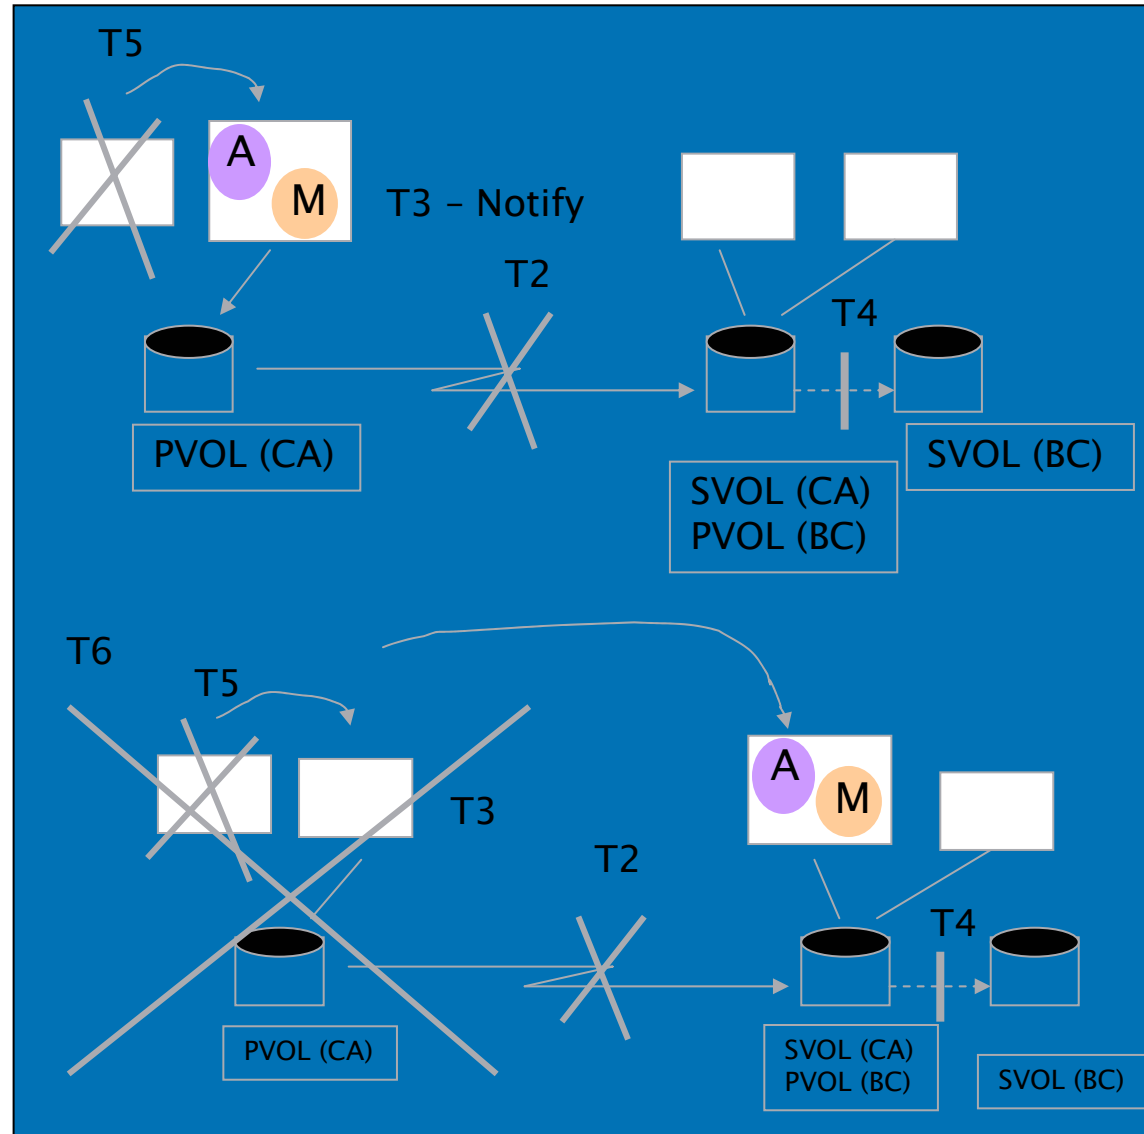 T5
A
M
T3 – Notify
T2
T4
PVOL (CA)
SVOL (CA)
PVOL (BC)
SVOL (BC)
T6
T5
A
M
T3
T2
T4
PVOL (CA)
SVOL (CA)
PVOL (BC)
SVOL (BC)